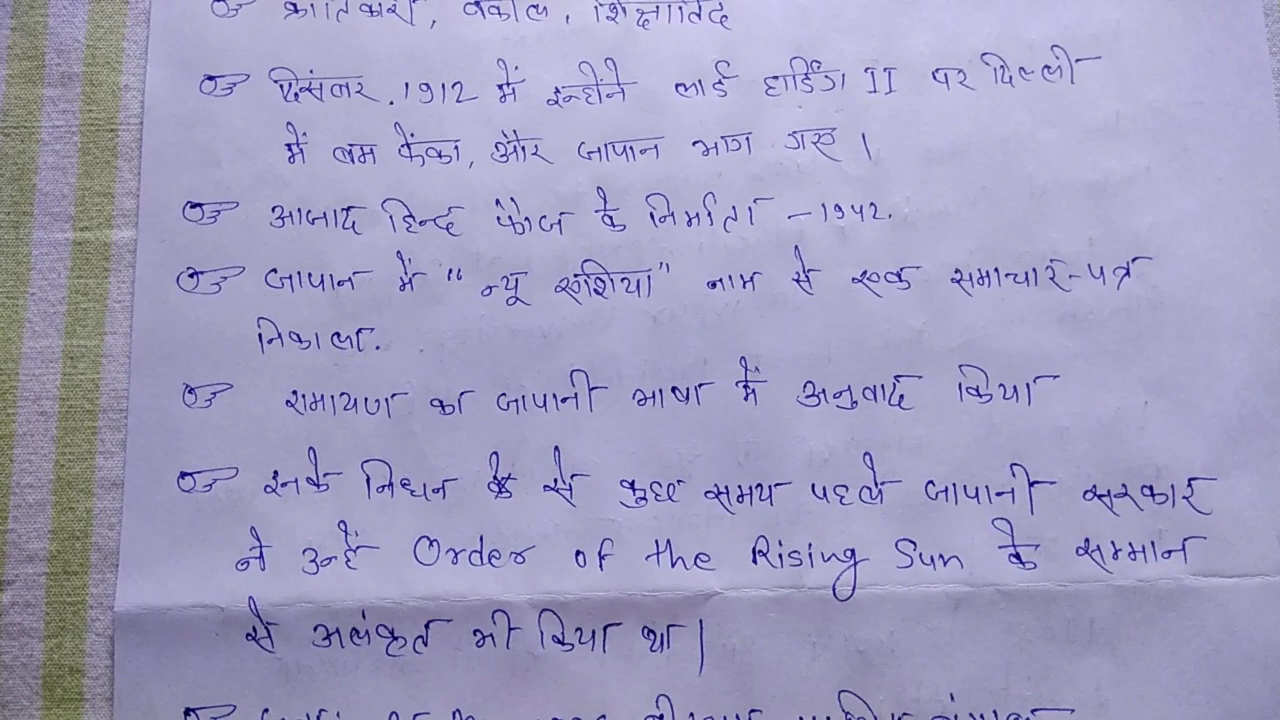 क्रांतिकारी, वकील, शिक्षाविद
दिसंबर .1912 में इन्होंने लार्ड हार्डिंग II पर दिल्ली
में बम फेंका, और जापान भाग गए ।
आजाद हिन्द फौज के निर्माता - 1942.
जापान में " न्यू एशिया" नाम से एक समाचार-पत्र
निकाला.
रामायण का जापानी भाषा में अनुवाद किया
इनके निधन से कुछ समय पहले जापानी सरकार
ने उन्हें Order of the Rising Sun के सम्मान
से अलंकृत भी किया था |